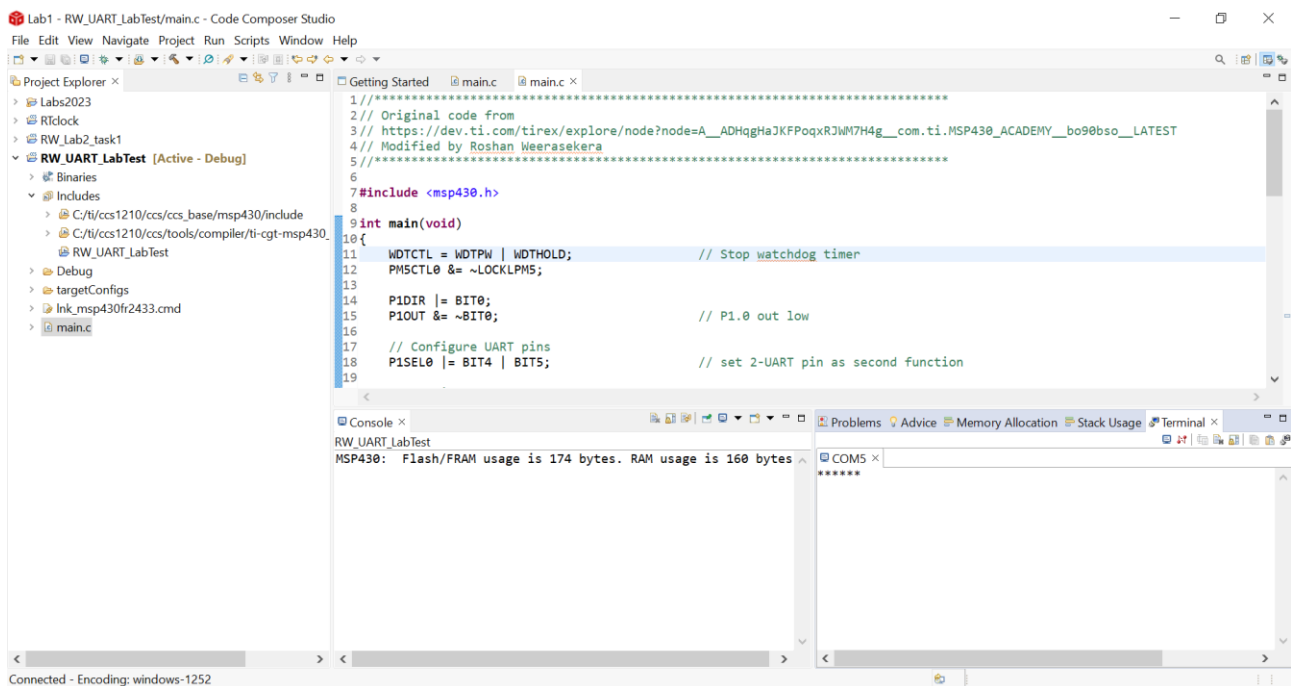 Lab1 - RW_UART_LabTest/main.c - Code Composer Studio
File Edit View Navigate Project Run Scripts Window Help
Project Explorer
Labs2023
RTclock
RW_Lab2_task1
RW_UART_LabTest [Active - Debug]
Binaries
Includes
C:/ti/ccs1210/ccs/ccs_base/msp430/include
C:/ti/ccs1210/ccs/tools/compiler/ti-cgt-msp430_
RW_UART_LabTest
Debug
targetConfigs
lnk_msp430fr2433.cmd
main.c
Getting Started main.c main.c
1 //******************************************************************************
2 // Original code from
3 // https://dev.ti.com/tirex/explore/node?node=A__ADHqgHaJKFPoqxRJWM7H4g__com.ti.MSP430_ACADEMY__bo90bso__LATEST
4 // Modified by Roshan Weerasekera
5 //******************************************************************************
6
7 #include <msp430.h>
8
9 int main(void)
10 {
11 WDTCTL = WDTPW | WDTHOLD; // Stop watchdog timer
12 PM5CTL0 &= ~LOCKLPM5;
13
14 P1DIR |= BIT0;
15 P1OUT &= ~BIT0; // P1.0 out low
16
17 // Configure UART pins
18 P1SEL0 |= BIT4 | BIT5; // set 2-UART pin as second function
19
Console
RW_UART_LabTest
MSP430: Flash/FRAM usage is 174 bytes. RAM usage is 160 bytes
Problems Advice Memory Allocation Stack Usage Terminal
COM5
******
Connected - Encoding: windows-1252